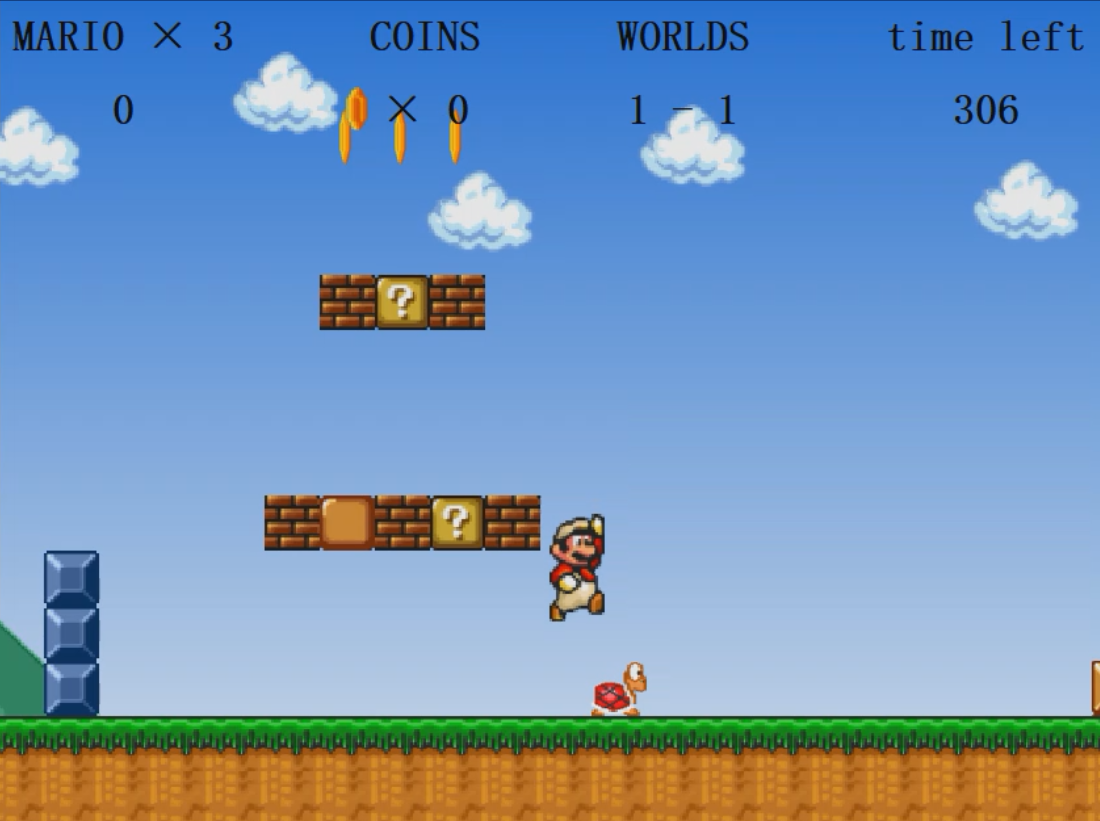 MARIO × 3 COINS WORLDS time left
0 × 0 1 - 1 306
?
?